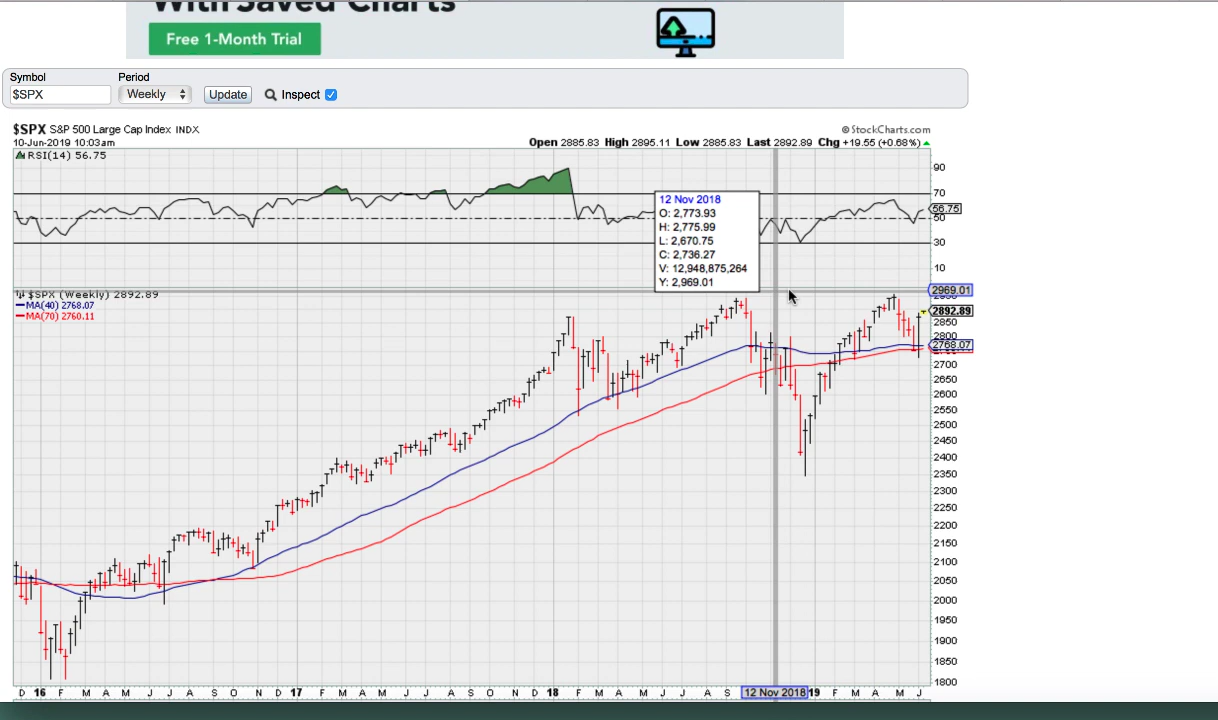 With Saved Charts
Free 1-Month Trial
Symbol
Period
$SPX
Weekly
Update
Inspect
$SPX S&P 500 Large Cap Index INDX
© StockCharts.com
10-Jun-2019 10:03am
Open 2885.83 High 2895.11 Low 2885.83 Last 2892.89 Chg +19.55 (+0.68%)
RSI(14) 56.75
90
70
56.75
50
30
10
12 Nov 2018
O: 2,773.93
H: 2,775.99
L: 2,670.75
C: 2,736.27
V: 12,948,875,264
Y: 2,969.01
$SPX (Weekly) 2892.89
MA(40) 2768.07
MA(70) 2760.11
2969.01
2950
2892.89
2850
2800
2768.07
2700
2650
2600
2550
2500
2450
2400
2350
2300
2250
2200
2150
2100
2050
2000
1950
1900
1850
1800
D 16 F M A M J J A S O N D 17 F M A M J J A S O N D 18 F M A M J J A S 12 Nov 2018 19 F M A M J